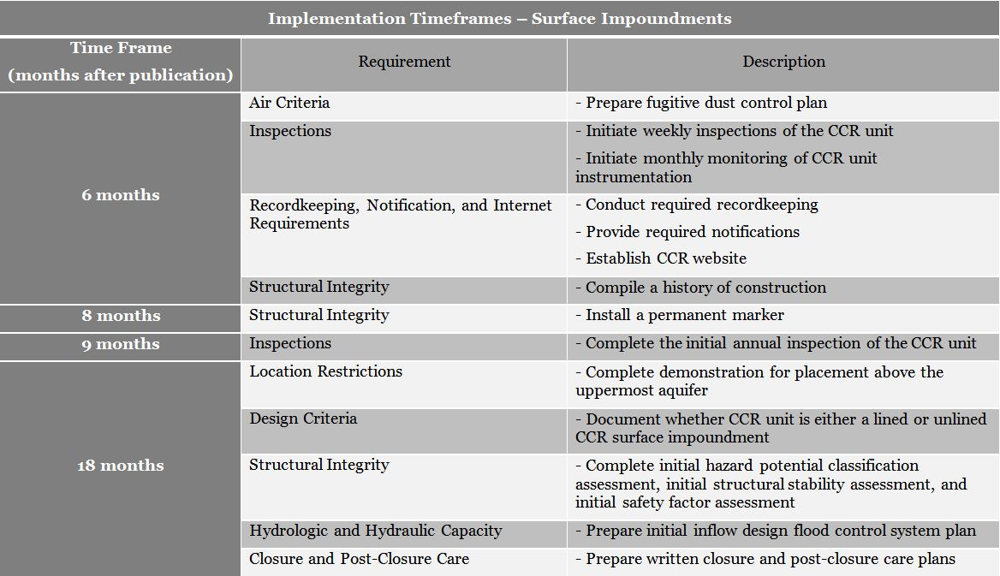 Implementation Timeframes – Surface Impoundments
Time Frame
(months after publication)
Requirement
Description
6 months
Air Criteria
- Prepare fugitive dust control plan
Inspections
- Initiate weekly inspections of the CCR unit
- Initiate monthly monitoring of CCR unit
instrumentation
Recordkeeping, Notification, and Internet
Requirements
- Conduct required recordkeeping
- Provide required notifications
- Establish CCR website
Structural Integrity
- Compile a history of construction
8 months
Structural Integrity
- Install a permanent marker
9 months
Inspections
- Complete the initial annual inspection of the CCR unit
18 months
Location Restrictions
- Complete demonstration for placement above the
uppermost aquifer
Design Criteria
- Document whether CCR unit is either a lined or unlined
CCR surface impoundment
Structural Integrity
- Complete initial hazard potential classification
assessment, initial structural stability assessment, and
initial safety factor assessment
Hydrologic and Hydraulic Capacity
- Prepare initial inflow design flood control system plan
Closure and Post-Closure Care
- Prepare written closure and post-closure care plans